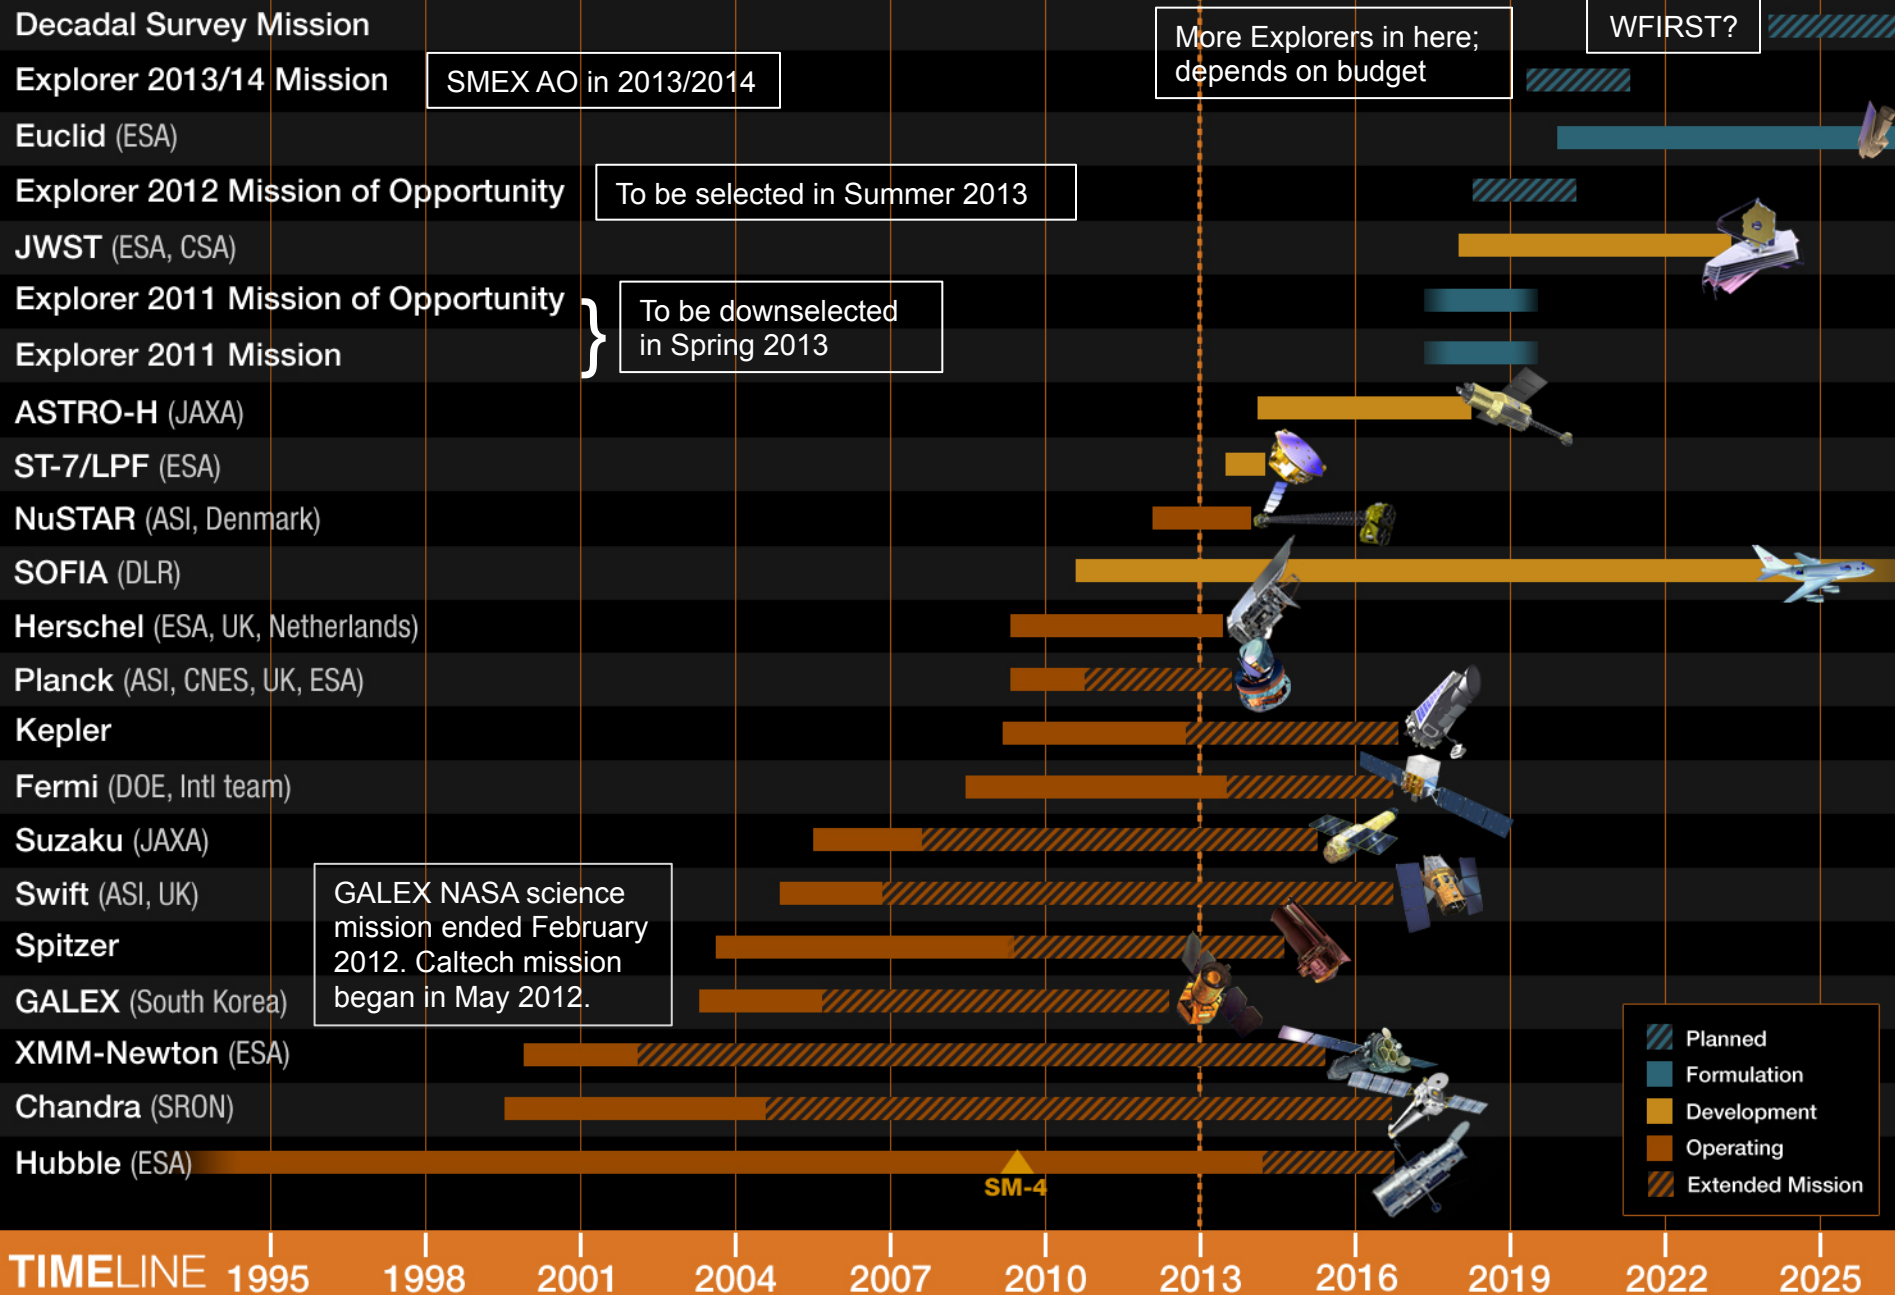 Decadal Survey Mission
WFIRST?
More Explorers in here;
depends on budget
Explorer 2013/14 Mission
SMEX AO in 2013/2014
Euclid (ESA)
Explorer 2012 Mission of Opportunity
To be selected in Summer 2013
JWST (ESA, CSA)
Explorer 2011 Mission of Opportunity
Explorer 2011 Mission
}
To be downselected
in Spring 2013
ASTRO-H (JAXA)
ST-7/LPF (ESA)
NuSTAR (ASI, Denmark)
SOFIA (DLR)
Herschel (ESA, UK, Netherlands)
Planck (ASI, CNES, UK, ESA)
Kepler
Fermi (DOE, Intl team)
Suzaku (JAXA)
Swift (ASI, UK)
Spitzer
GALEX (South Korea)
GALEX NASA science
mission ended February
2012. Caltech mission
began in May 2012.
XMM-Newton (ESA)
Chandra (SRON)
Hubble (ESA)
SM-4
Planned
Formulation
Development
Operating
Extended Mission
TIMELINE 1995 1998 2001 2004 2007 2010 2013 2016 2019 2022 2025